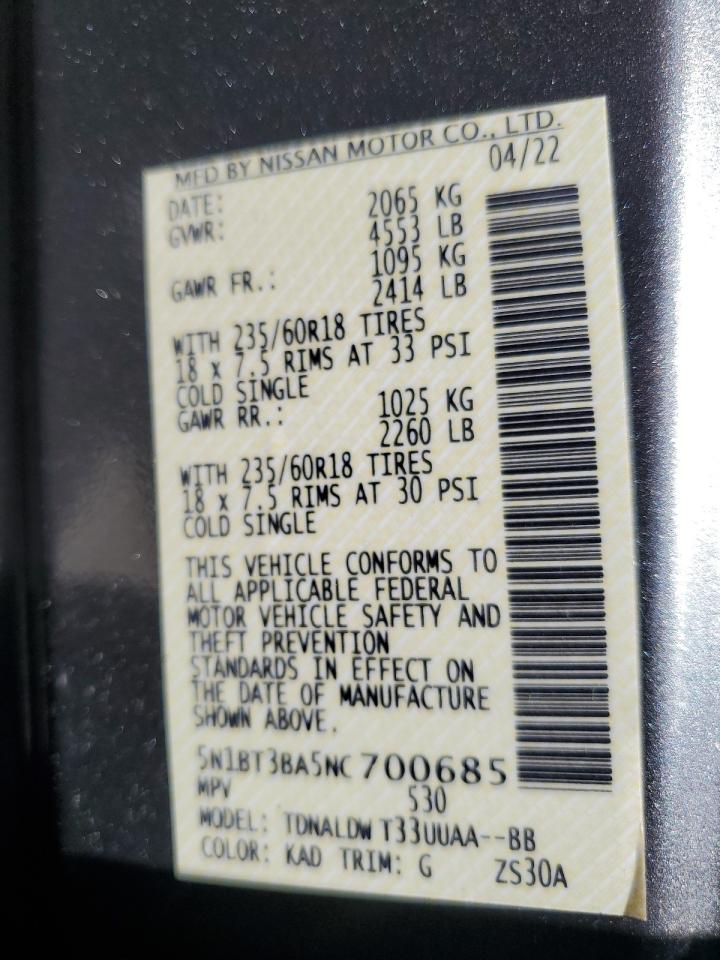 MFD BY NISSAN MOTOR CO., LTD.
DATE: 04/22
GVWR: 2065 KG
4553 LB
GAWR FR.: 1095 KG
2414 LB
WITH 235/60R18 TIRES
18 x 7.5 RIMS AT 33 PSI
COLD SINGLE
GAWR RR.: 1025 KG
2260 LB
WITH 235/60R18 TIRES
18 x 7.5 RIMS AT 30 PSI
COLD SINGLE
THIS VEHICLE CONFORMS TO
ALL APPLICABLE FEDERAL
MOTOR VEHICLE SAFETY AND
THEFT PREVENTION
STANDARDS IN EFFECT ON
THE DATE OF MANUFACTURE
SHOWN ABOVE.
5N1BT3BA5NC700685
MPV 530
MODEL: TDNALDW T33UUAA--BB
COLOR: KAD TRIM: G ZS30A